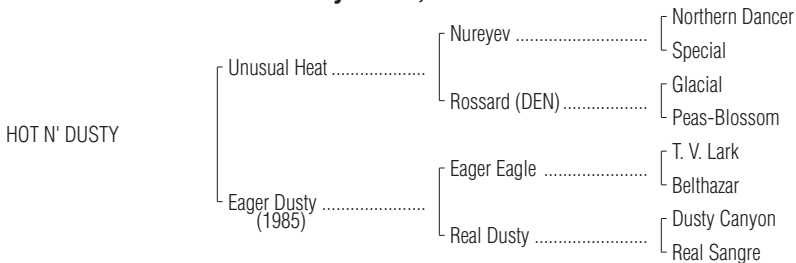 Northern Dancer
Nureyev
Special
Unusual Heat
Glacial
Rossard (DEN)
Peas-Blossom
HOT N' DUSTY
T. V. Lark
Eager Eagle
Belthazar
Eager Dusty
(1985)
Dusty Canyon
Real Dusty
Real Sangre